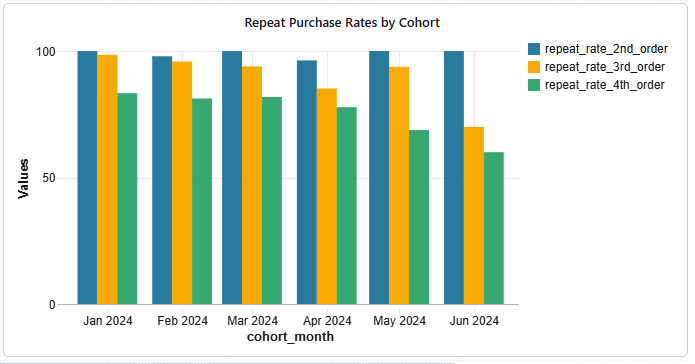 Repeat Purchase Rates by Cohort
repeat_rate_2nd_order
repeat_rate_3rd_order
repeat_rate_4th_order
100
50
0
Values
Jan 2024
Feb 2024
Mar 2024
Apr 2024
May 2024
Jun 2024
cohort_month